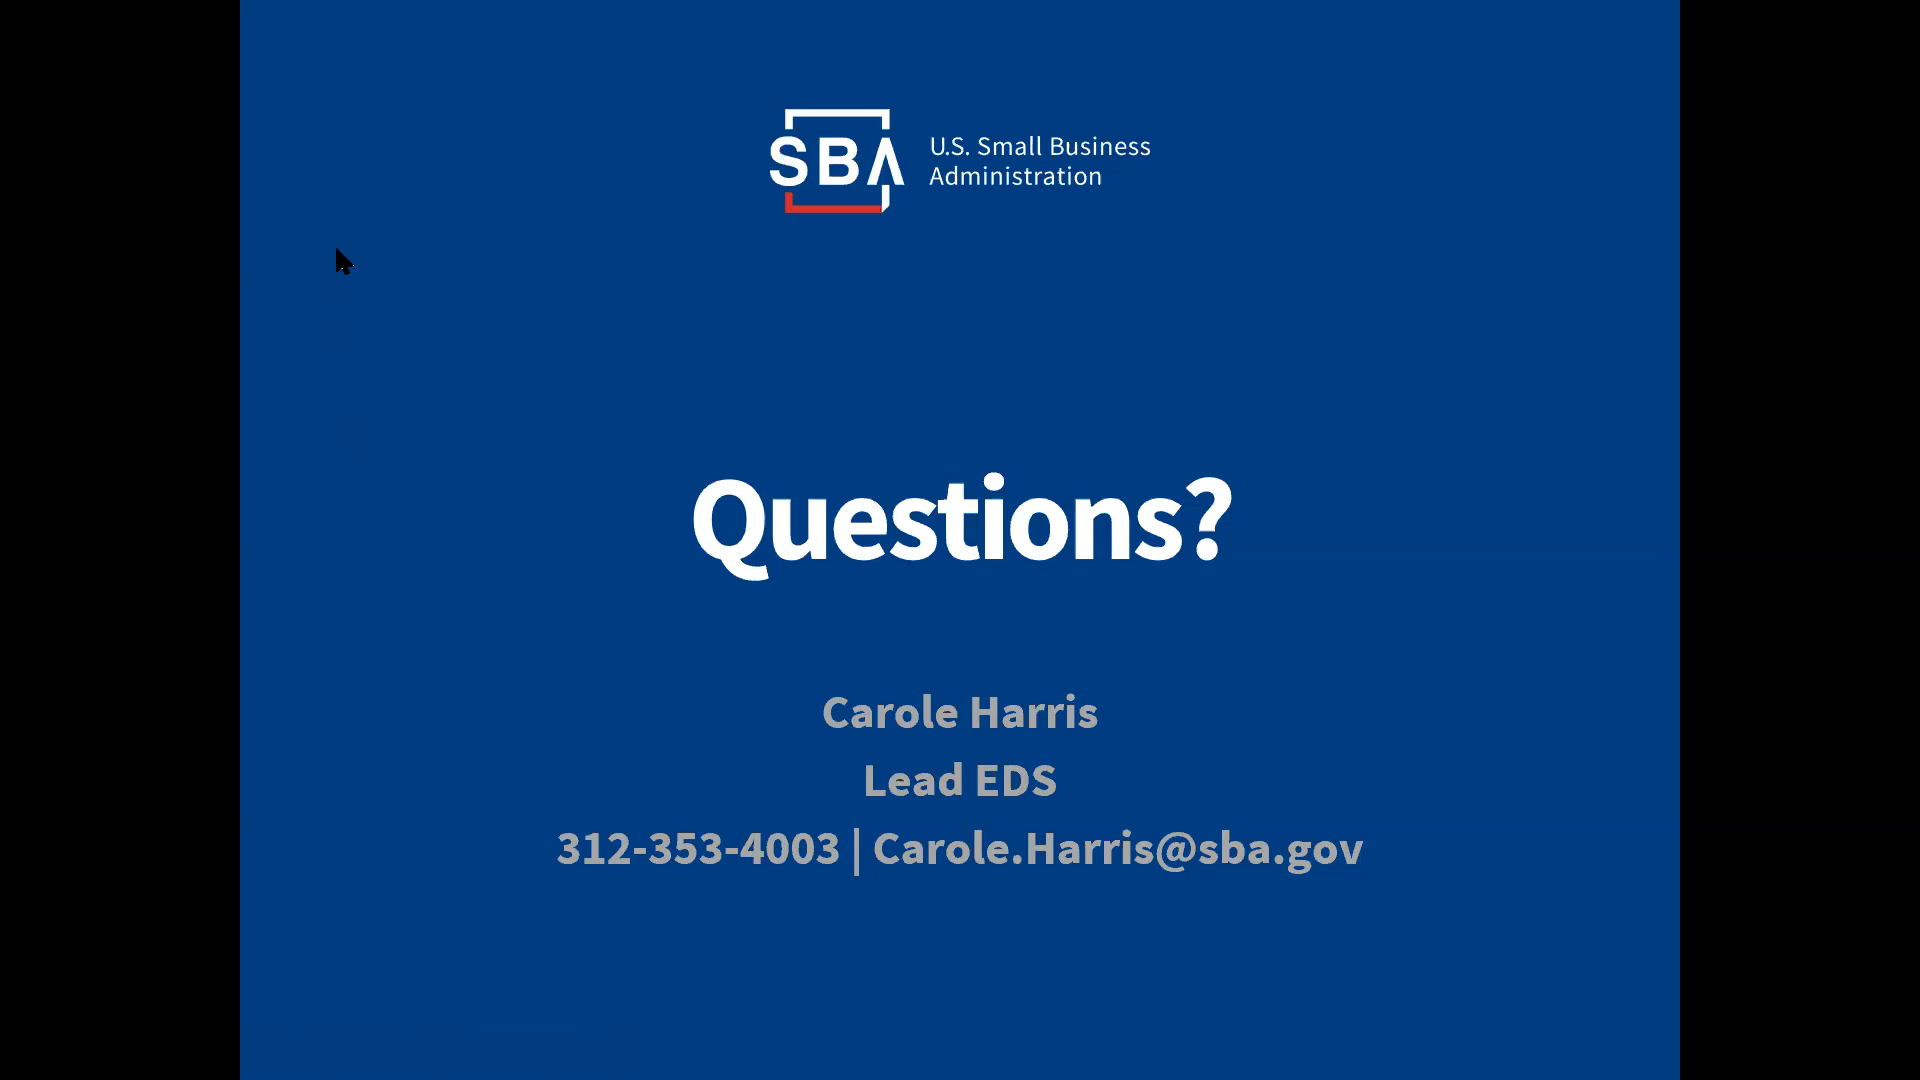 SBA
U.S. Small Business
Administration
Questions?
Carole Harris
Lead EDS
312-353-4003 | Carole.Harris@sba.gov